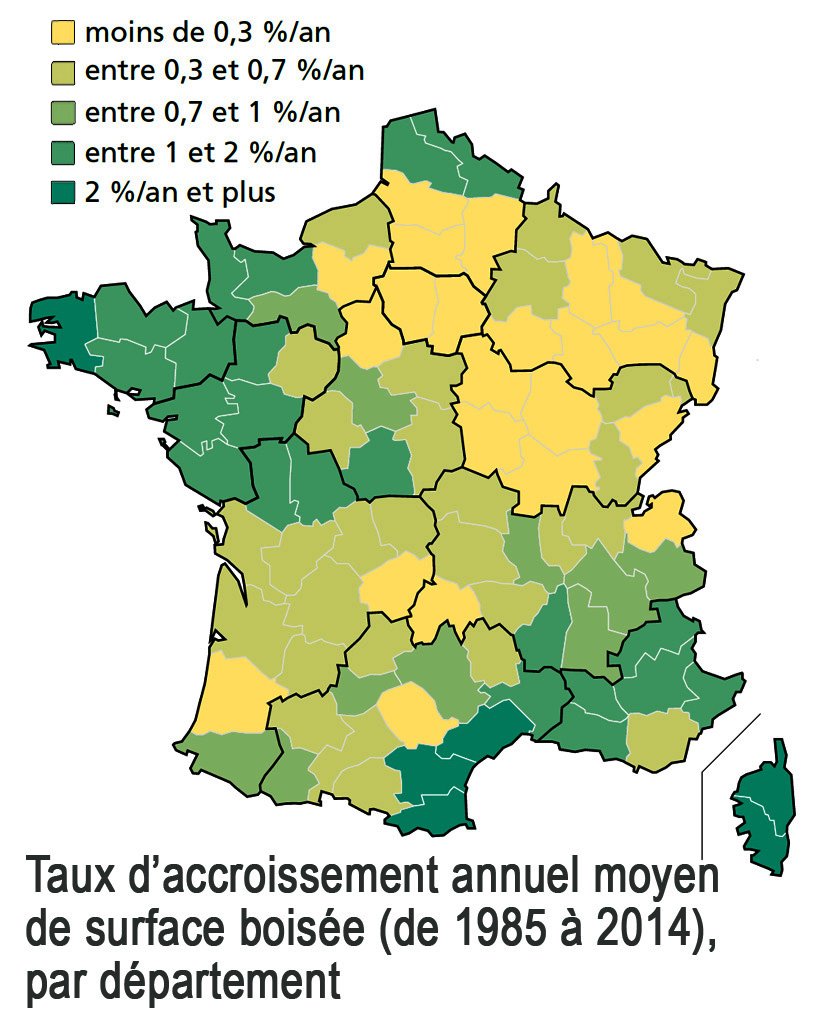 moins de 0,3 %/an
entre 0,3 et 0,7 %/an
entre 0,7 et 1 %/an
entre 1 et 2 %/an
2 %/an et plus
Taux d’accroissement annuel moyen
de surface boisée (de 1985 à 2014),
par département